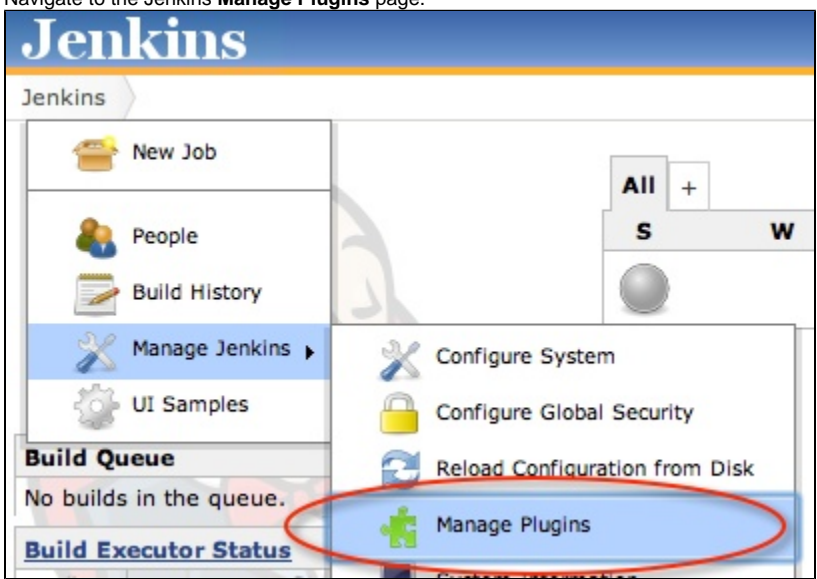 Navigate to the Jenkins Manage Plugins page.
Jenkins
Jenkins
New Job
People
Build History
Manage Jenkins
UI Samples
All +
S W
Configure System
Configure Global Security
Reload Configuration from Disk
Manage Plugins
System Information
Build Queue
No builds in the queue.
Build Executor Status